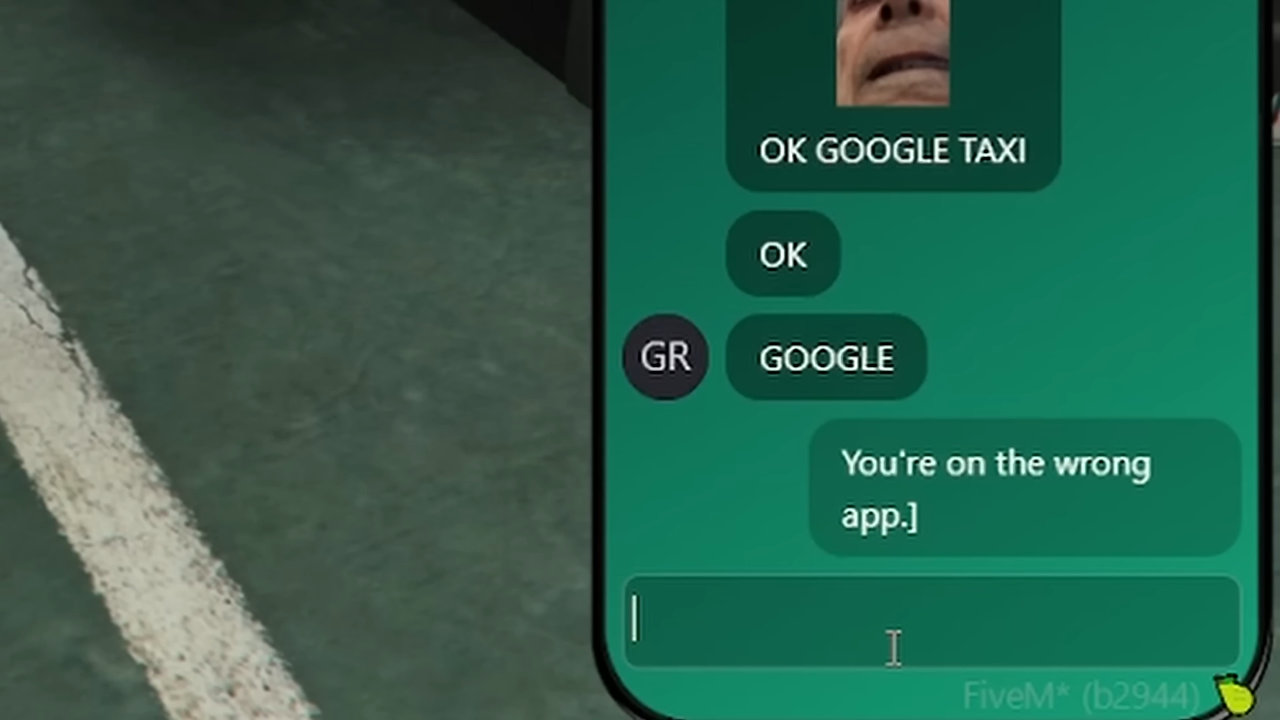 OK GOOGLE TAXI
OK
GR
GOOGLE
You're on the wrong
app.]
FiveM* (b2944)